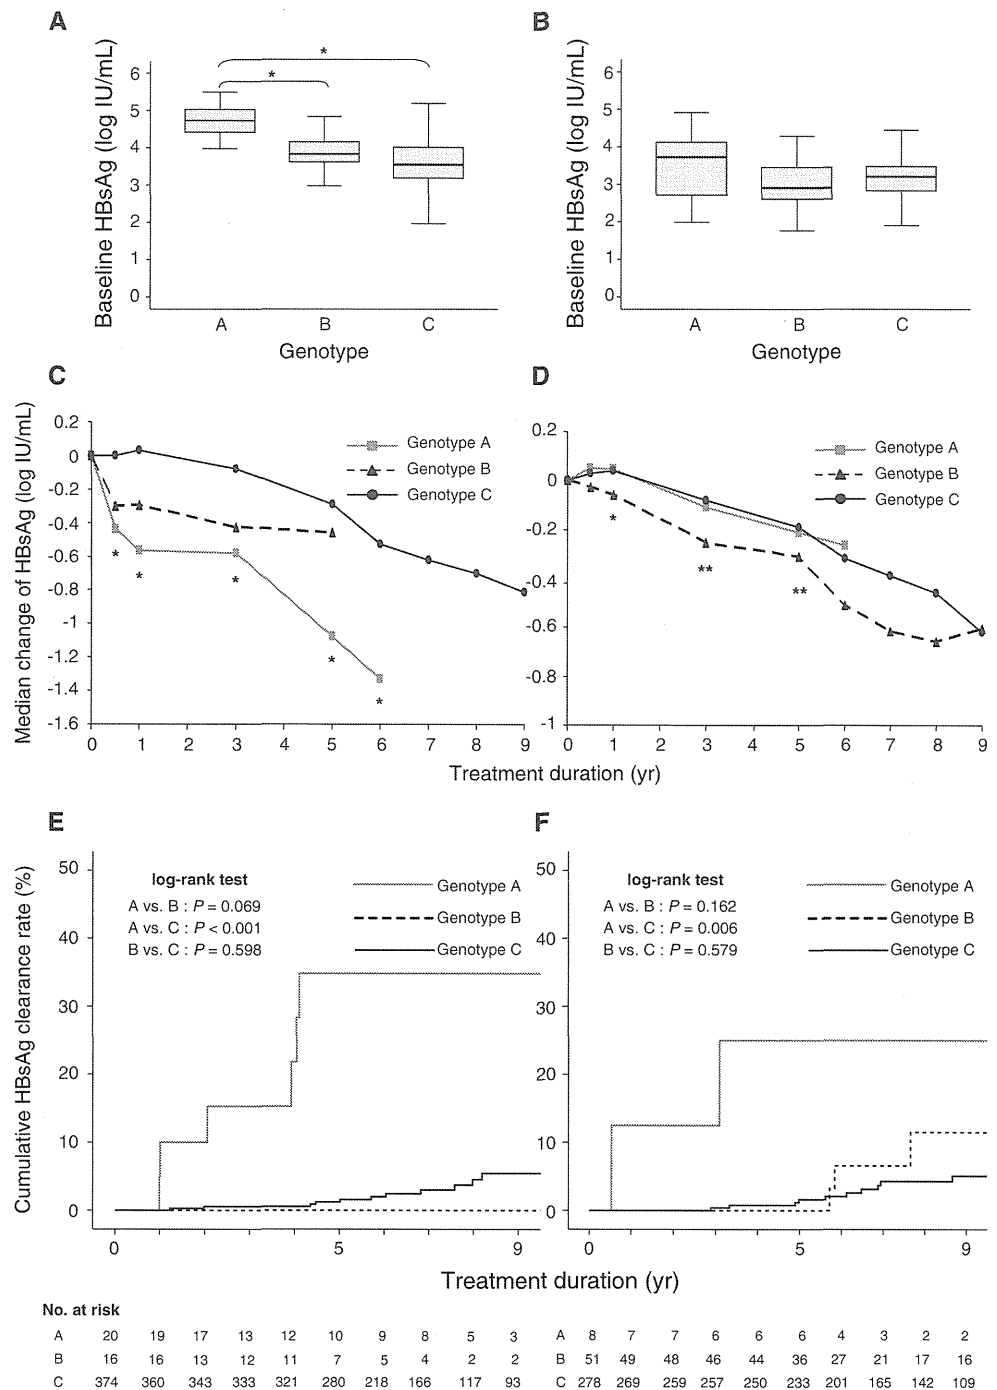 A
Baseline HBsAg (log IU/mL)
6
5
4
3
2
1
0
*
*
A B C
Genotype
B
Baseline HBsAg (log IU/mL)
6
5
4
3
2
1
0
A B C
Genotype
C
Median change of HBsAg (log IU/mL)
0.2
0
-0.2
-0.4
-0.6
-0.8
-1
-1.2
-1.4
-1.6
Genotype A
Genotype B
Genotype C
* * * * *
0 1 2 3 4 5 6 7 8 9
D
0.2
0
-0.2
-0.4
-0.6
-0.8
-1
Genotype A
Genotype B
Genotype C
* ** **
0 1 2 3 4 5 6 7 8 9
Treatment duration (yr)
E
Cumulative HBsAg clearance rate (%)
50
40
30
20
10
0
log-rank test
A vs. B : P = 0.069
A vs. C : P < 0.001
B vs. C : P = 0.598
Genotype A
Genotype B
Genotype C
0 5 9
F
50
40
30
20
10
0
log-rank test
A vs. B : P = 0.162
A vs. C : P = 0.006
B vs. C : P = 0.579
Genotype A
Genotype B
Genotype C
0 5 9
Treatment duration (yr)
No. at risk
A 20 19 17 13 12 10 9 8 5 3 A 8 7 7 6 6 6 4 3 2 2
B 16 16 13 12 11 7 5 4 2 2 B 51 49 48 46 44 36 27 21 17 16
C 374 360 343 333 321 280 218 166 117 93 C 278 269 259 257 250 233 201 165 142 109